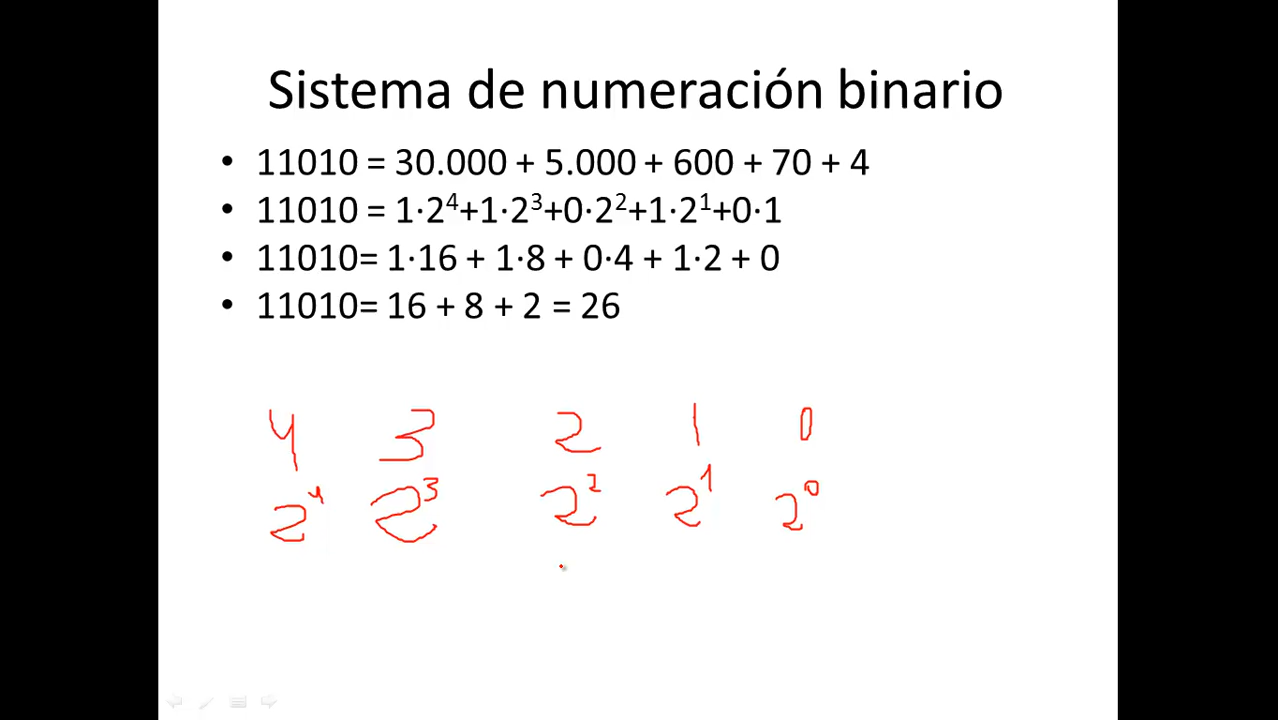 Sistema de numeración binario
• 11010 = 30.000 + 5.000 + 600 + 70 + 4
• 11010 = 1·2⁴+1·2³+0·2²+1·2¹+0·1
• 11010= 1·16 + 1·8 + 0·4 + 1·2 + 0
• 11010= 16 + 8 + 2 = 26
4 3 2 1 0
2⁴ 2³ 2² 2¹ 2⁰